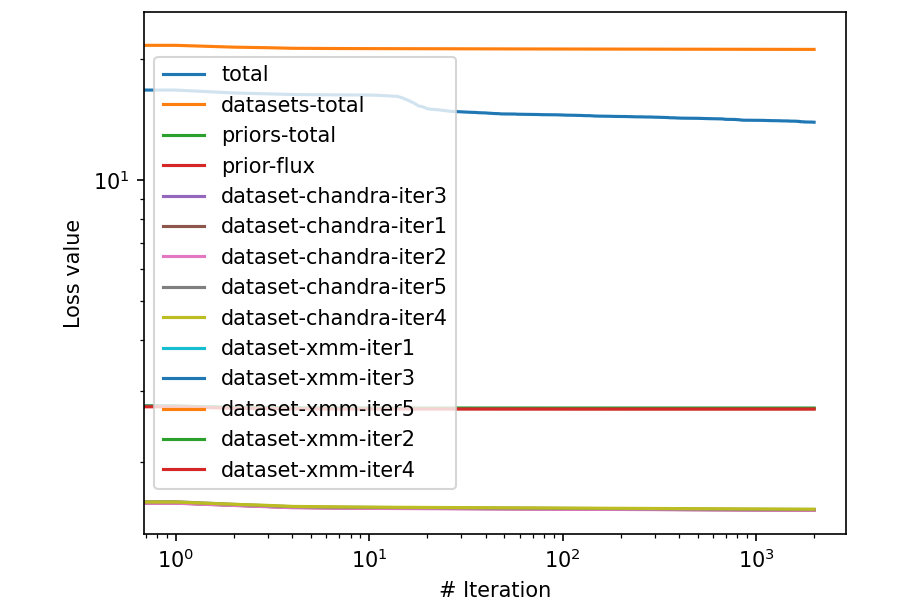 total
datasets-total
priors-total
prior-flux
dataset-chandra-iter3
dataset-chandra-iter1
dataset-chandra-iter2
dataset-chandra-iter5
dataset-chandra-iter4
dataset-xmm-iter1
dataset-xmm-iter3
dataset-xmm-iter5
dataset-xmm-iter2
dataset-xmm-iter4
10¹
Loss value
10⁰ 10¹ 10² 10³
# Iteration